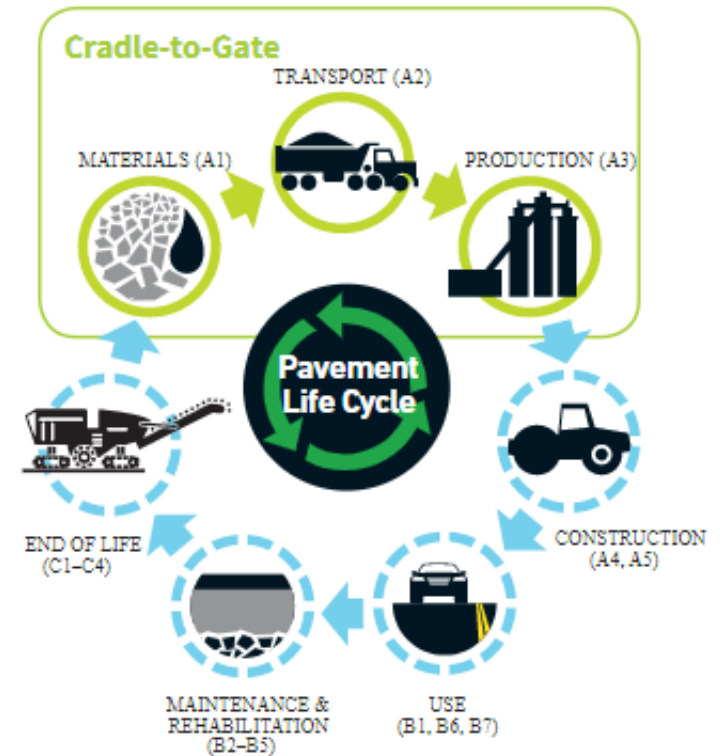 Cradle-to-Gate
TRANSPORT (A2)
MATERIALS (A1)
PRODUCTION (A3)
Pavement
Life Cycle
CONSTRUCTION
(A4, A5)
END OF LIFE
(C1–C4)
USE
(B1, B6, B7)
MAINTENANCE &
REHABILITATION
(B2–B5)